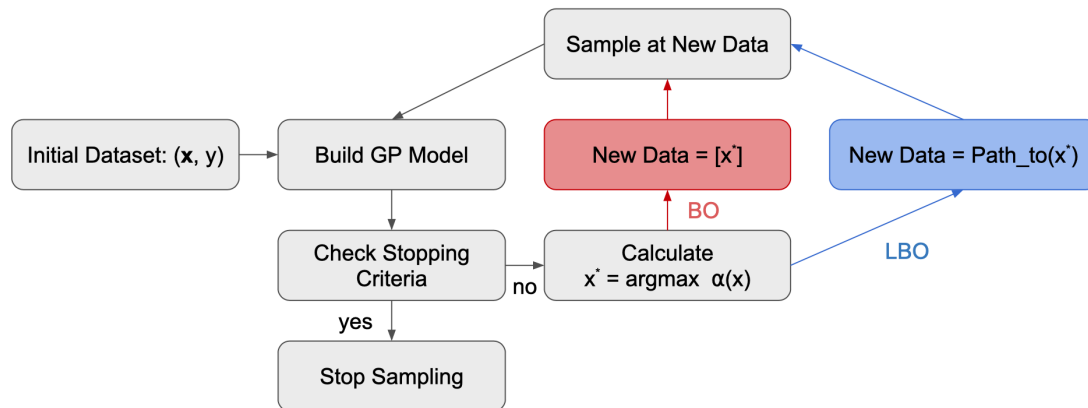 Sample at New Data
Initial Dataset: (x, y)
Build GP Model
New Data = [x*]
New Data = Path_to(x*)
BO
LBO
Check Stopping
Criteria
no
Calculate
x* = argmax α(x)
yes
Stop Sampling